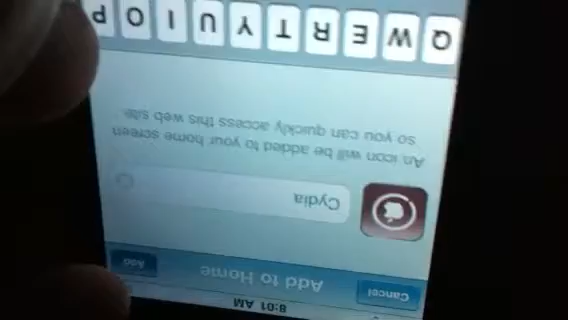 8:01 AM
Cancel
Add to Home
Add
Cydia
An icon will be added to your home screen
so you can quickly access this web site.
Q W E R T Y U I O P